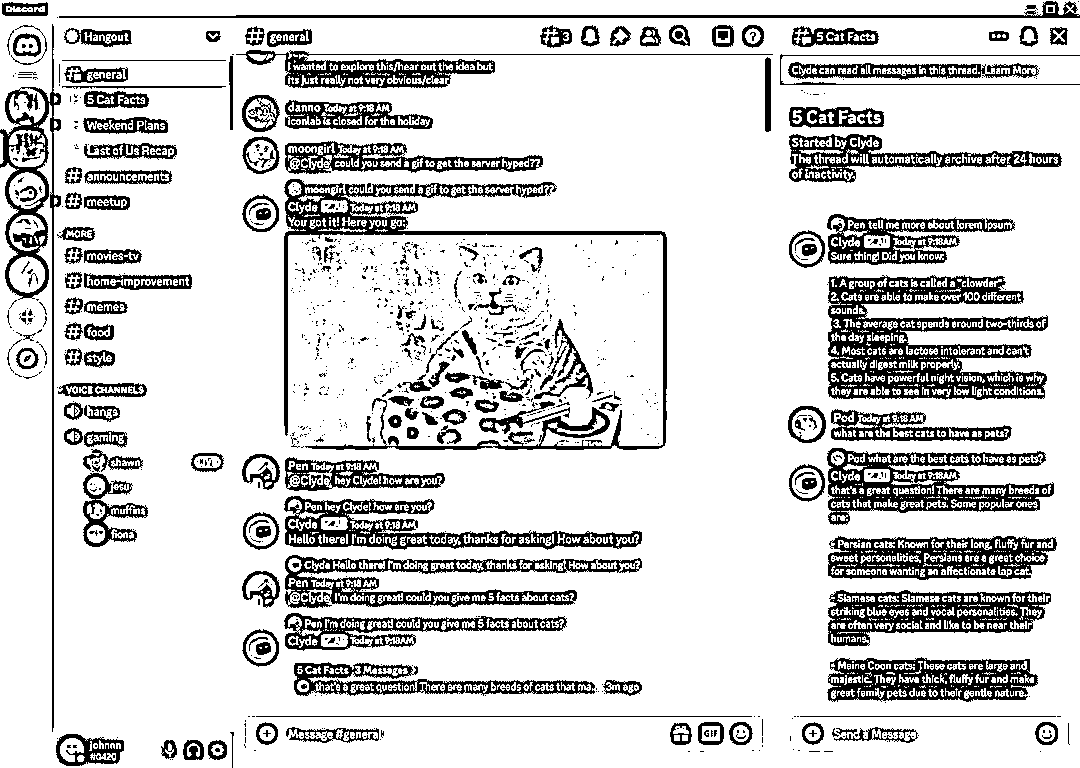 Discord
Hangout
general
5 Cat Facts
Weekend Plans
Last of Us Recap
announcements
meetup
MORE
movies-tv
home-improvement
memes
food
style
VOICE CHANNELS
hangs
gaming
shawn
jesu
muffins
fiona
johnnn
#0420
general
3
I wanted to explore this/hear out the idea but
its just really not very obvious/clear
danno Today at 9:18 AM
iconlab is closed for the holiday
moongirl Today at 9:18 AM
@Clyde could you send a gif to get the server hyped??
moongirl could you send a gif to get the server hyped??
Clyde AI Today at 9:18 AM
You got it! Here you go:
Pen Today at 9:18 AM
@Clyde hey Clyde! how are you?
Pen hey Clyde! how are you?
Clyde AI Today at 9:18 AM
Hello there! I'm doing great today, thanks for asking! How about you?
Clyde Hello there! I'm doing great today, thanks for asking! How about you?
Pen Today at 9:18 AM
@Clyde I'm doing great! could you give me 5 facts about cats?
Pen I'm doing great! could you give me 5 facts about cats?
Clyde AI Today at 9:18AM
5 Cat Facts 3 Messages ›
that's a great question! There are many breeds of cats that ma... 3m ago
Message #general
GIF
5 Cat Facts
Clyde can read all messages in this thread. Learn More
5 Cat Facts
Started by Clyde
The thread will automatically archive after 24 hours
of inactivity.
Pen tell me more about lorem ipsum
Clyde AI Today at 9:18AM
Sure thing! Did you know:
1. A group of cats is called a "clowder".
2. Cats are able to make over 100 different
sounds.
3. The average cat spends around two-thirds of
the day sleeping.
4. Most cats are lactose intolerant and can't
actually digest milk properly.
5. Cats have powerful night vision, which is why
they are able to see in very low light conditions.
Pod Today at 9:18 AM
what are the best cats to have as pets?
Pod what are the best cats to have as pets?
Clyde AI Today at 9:18AM
that's a great question! There are many breeds of
cats that make great pets. Some popular ones
are:
• Persian cats: Known for their long, fluffy fur and
sweet personalities, Persians are a great choice
for someone wanting an affectionate lap cat.
• Siamese cats: Siamese cats are known for their
striking blue eyes and vocal personalities. They
are often very social and like to be near their
humans.
• Maine Coon cats: These cats are large and
majestic. They have thick, fluffy fur and make
great family pets due to their gentle nature.
Send a Message